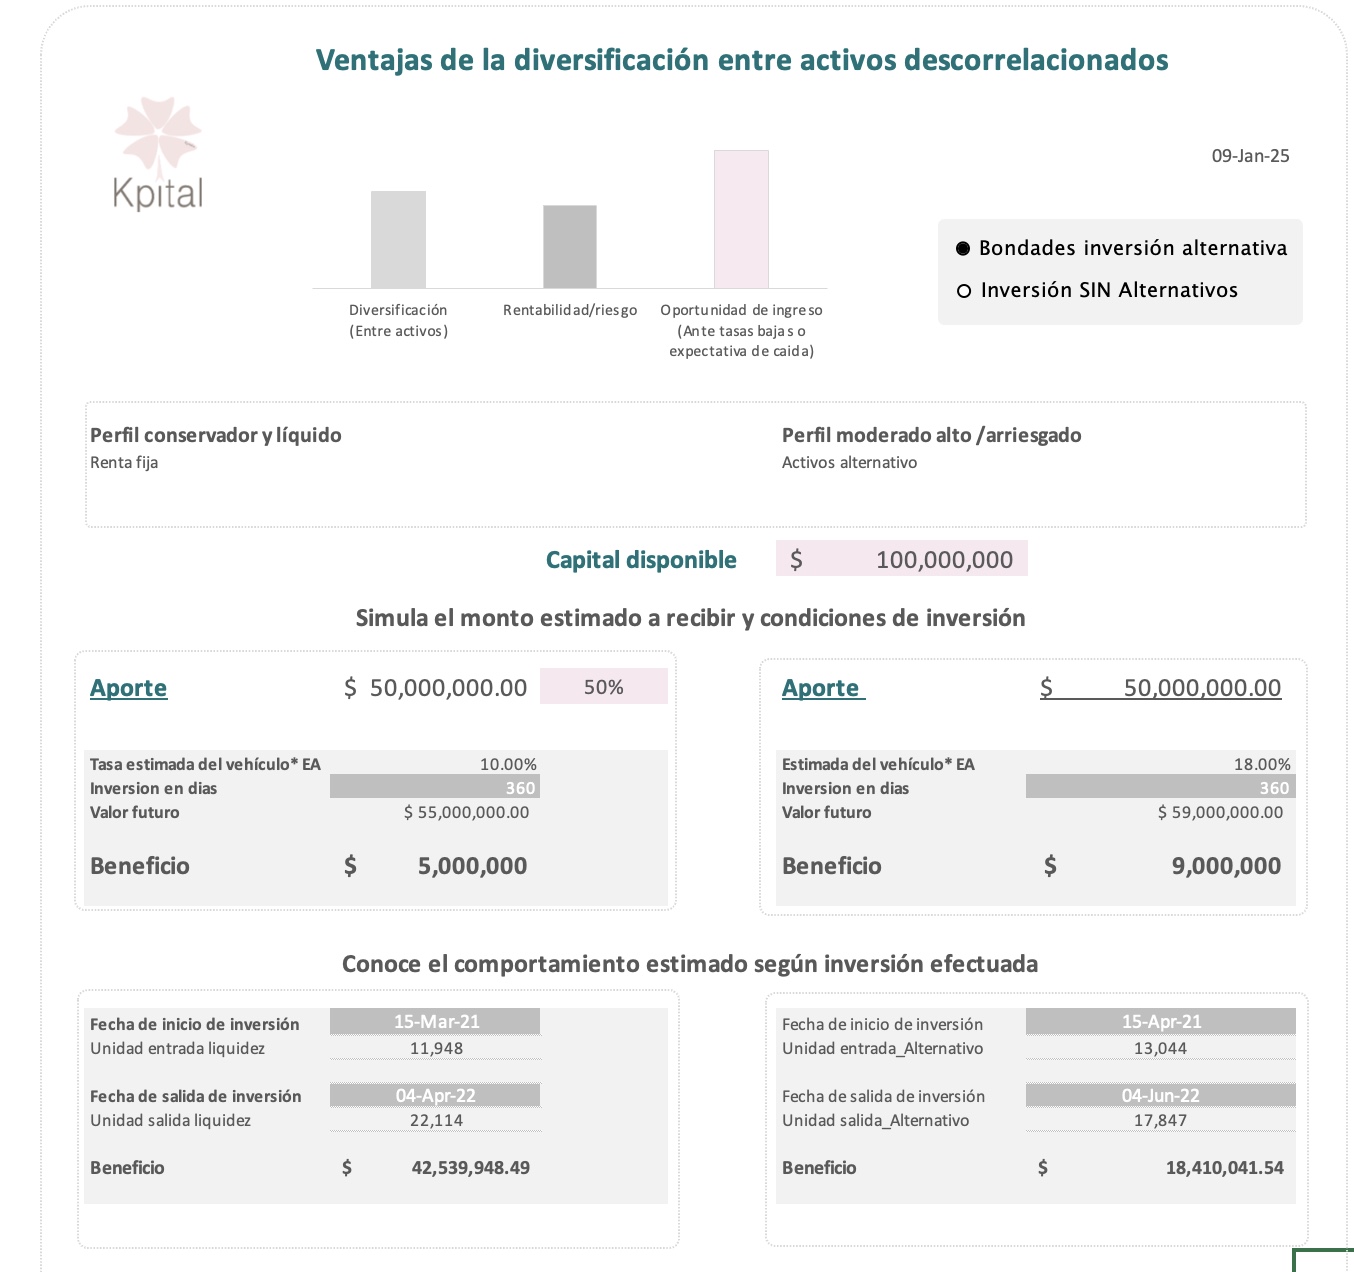 Ventajas de la diversificación entre activos descorrelacionados
Kpital
09-Jan-25
Bondades inversión alternativa
Inversión SIN Alternativos
Diversificación
(Entre activos)
Rentabilidad/riesgo
Oportunidad de ingreso
(Ante tasas bajas o
expectativa de caida)
Perfil conservador y líquido
Renta fija
Perfil moderado alto /arriesgado
Activos alternativo
Capital disponible $ 100,000,000
Simula el monto estimado a recibir y condiciones de inversión
Aporte $ 50,000,000.00 50%
Tasa estimada del vehículo* EA 10.00%
Inversion en dias 360
Valor futuro $ 55,000,000.00
Beneficio $ 5,000,000
Aporte $ 50,000,000.00
Estimada del vehículo* EA 18.00%
Inversion en dias 360
Valor futuro $ 59,000,000.00
Beneficio $ 9,000,000
Conoce el comportamiento estimado según inversión efectuada
Fecha de inicio de inversión 15-Mar-21
Unidad entrada liquidez 11,948
Fecha de salida de inversión 04-Apr-22
Unidad salida liquidez 22,114
Beneficio $ 42,539,948.49
Fecha de inicio de inversión 15-Apr-21
Unidad entrada_Alternativo 13,044
Fecha de salida de inversión 04-Jun-22
Unidad salida_Alternativo 17,847
Beneficio $ 18,410,041.54